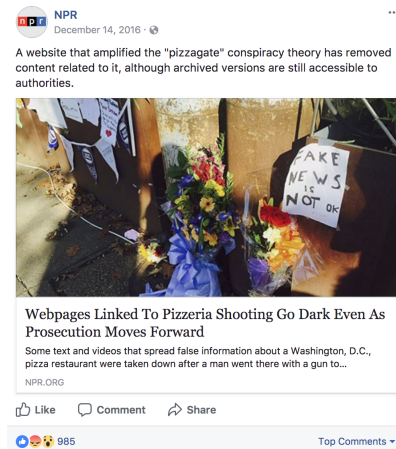 npr NPR
December 14, 2016
A website that amplified the "pizzagate" conspiracy theory has removed
content related to it, although archived versions are still accessible to
authorities.
FAKE
NEWS
IS
NOT OK
Webpages Linked To Pizzeria Shooting Go Dark Even As
Prosecution Moves Forward
Some text and videos that spread false information about a Washington, D.C.,
pizza restaurant were taken down after a man went there with a gun to...
NPR.ORG
Like Comment Share
985 Top Comments